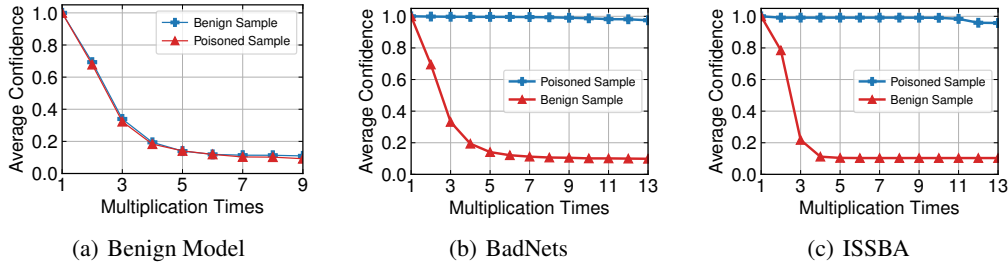 Average Confidence
1.0
0.8
0.6
0.4
0.2
0.0
Benign Sample
Poisoned Sample
1 3 5 7 9
Multiplication Times
(a) Benign Model
Average Confidence
1.0
0.8
0.6
0.4
0.2
0.0
Poisoned Sample
Benign Sample
1 3 5 7 9 11 13
Multiplication Times
(b) BadNets
Average Confidence
1.0
0.8
0.6
0.4
0.2
0.0
Poisoned Sample
Benign Sample
1 3 5 7 9 11 13
Multiplication Times
(c) ISSBA